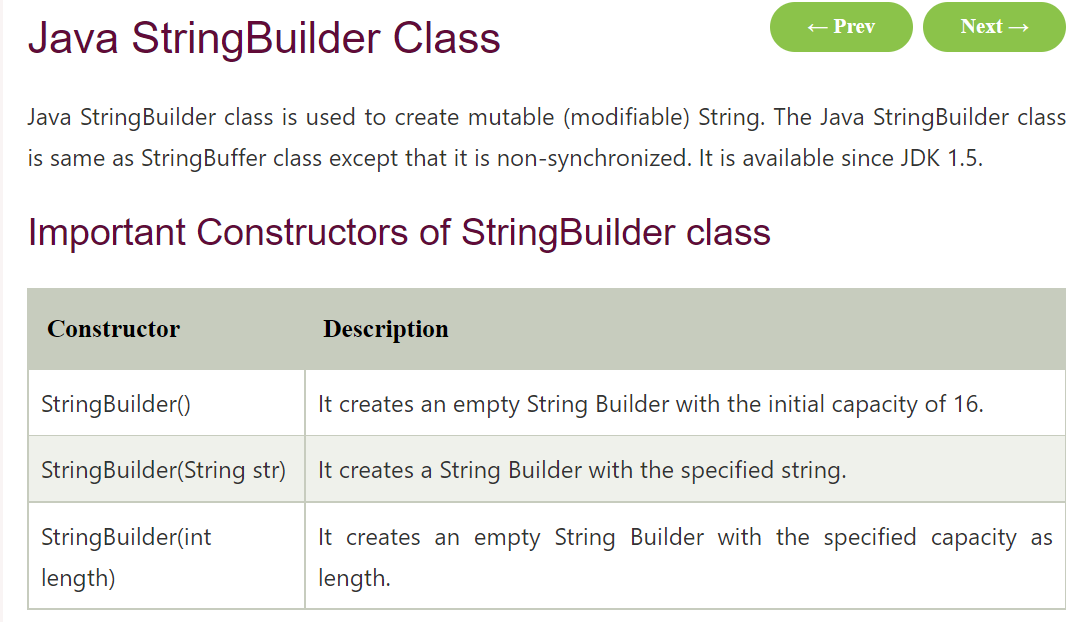 Java StringBuilder Class
← Prev
Next →
Java StringBuilder class is used to create mutable (modifiable) String. The Java StringBuilder class
is same as StringBuffer class except that it is non-synchronized. It is available since JDK 1.5.
Important Constructors of StringBuilder class
Constructor
Description
StringBuilder()
It creates an empty String Builder with the initial capacity of 16.
StringBuilder(String str)
It creates a String Builder with the specified string.
StringBuilder(int
length)
It creates an empty String Builder with the specified capacity as
length.